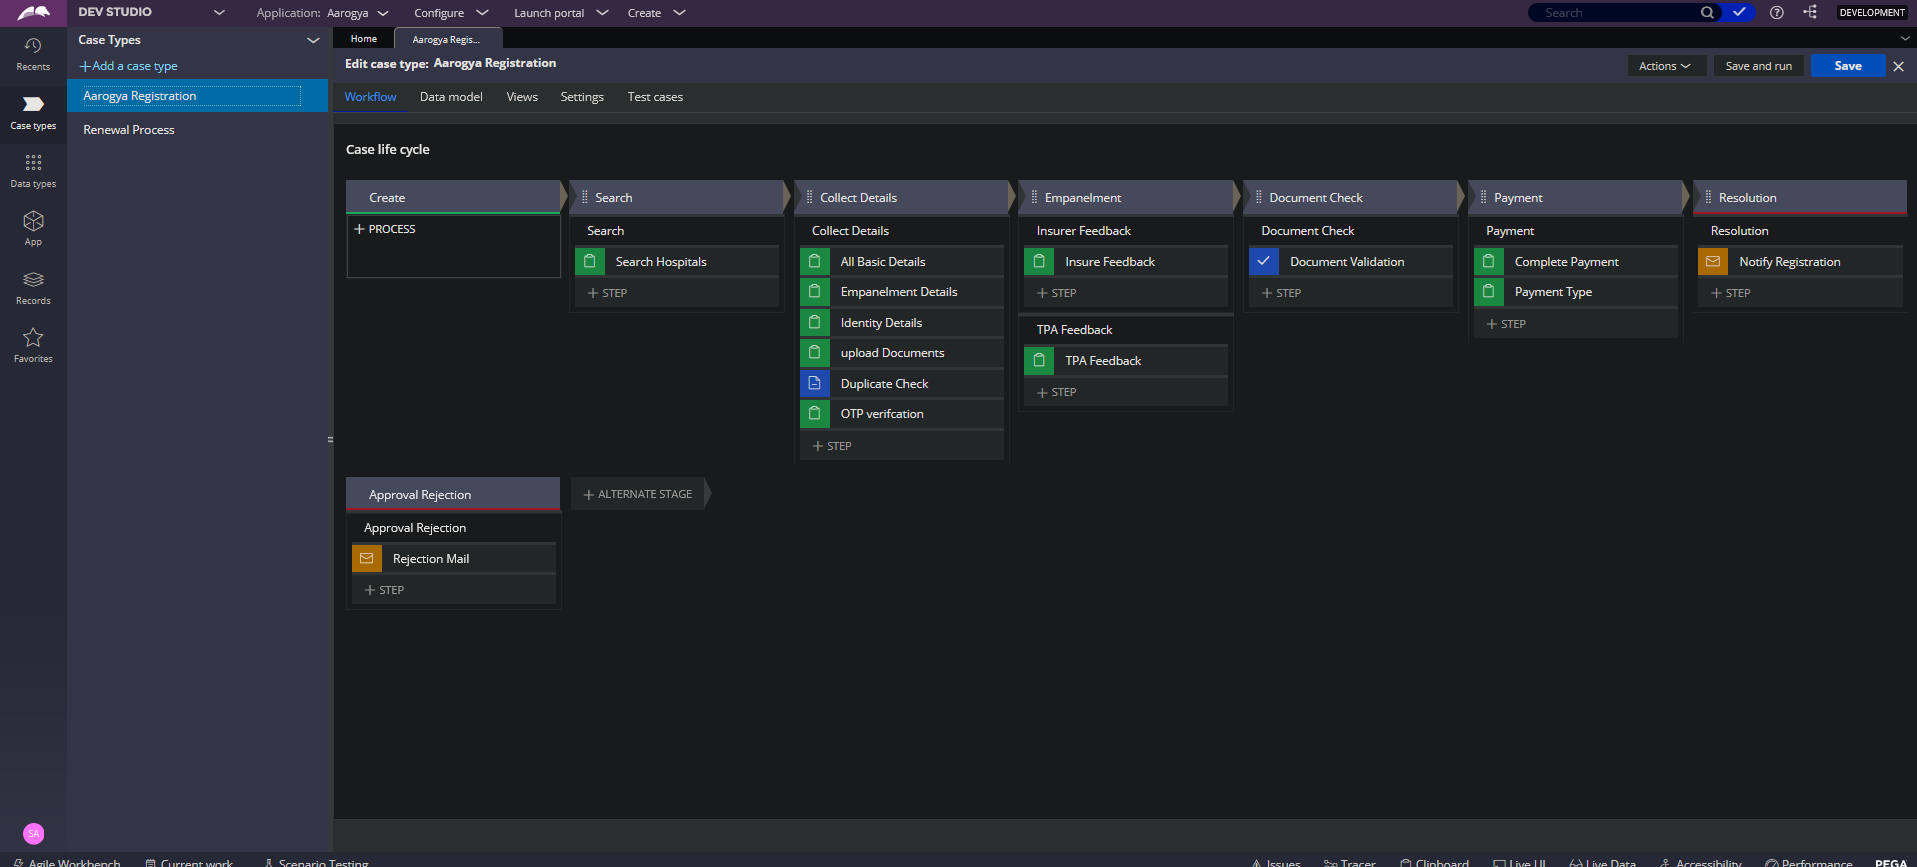 DEV STUDIO Application: Aarogya Configure Launch portal Create Search DEVELOPMENT
Recents
Case types
Data types
App
Records
Favorites
SA
Case Types
+Add a case type
Aarogya Registration
Renewal Process
Home Aarogya Regis...
Edit case type: Aarogya Registration Actions Save and run Save
Workflow Data model Views Settings Test cases
Case life cycle
Create
+ PROCESS
Search
Search
Search Hospitals
+ STEP
Collect Details
Collect Details
All Basic Details
Empanelment Details
Identity Details
upload Documents
Duplicate Check
OTP verifcation
+ STEP
Empanelment
Insurer Feedback
Insure Feedback
+ STEP
TPA Feedback
TPA Feedback
+ STEP
Document Check
Document Check
Document Validation
+ STEP
Payment
Payment
Complete Payment
Payment Type
+ STEP
Resolution
Resolution
Notify Registration
+ STEP
Approval Rejection
Approval Rejection
Rejection Mail
+ STEP
+ ALTERNATE STAGE
Agile Workbench Current work Scenario Testing Issues Tracer Clipboard Live UI Live Data Accessibility Performance PEGA